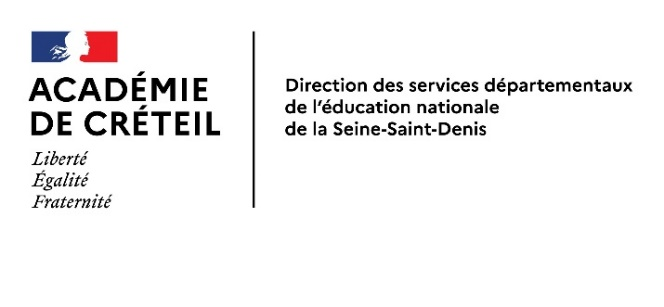 ACADÉMIE
DE CRÉTEIL
Liberté
Égalité
Fraternité
Direction des services départementaux
de l'éducation nationale
de la Seine-Saint-Denis